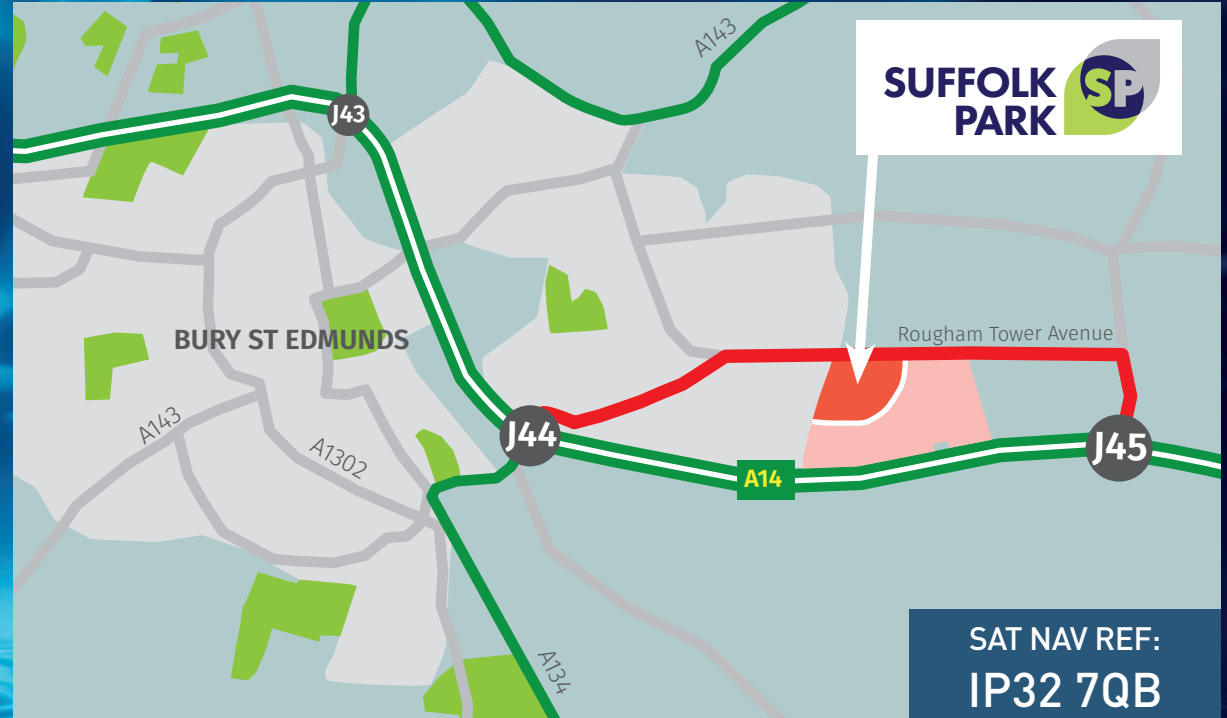 A143
SUFFOLK
PARK
SP
J43
Rougham Tower Avenue
BURY ST EDMUNDS
A143
A1302
J44
J45
A14
A134
SAT NAV REF:
IP32 7QB